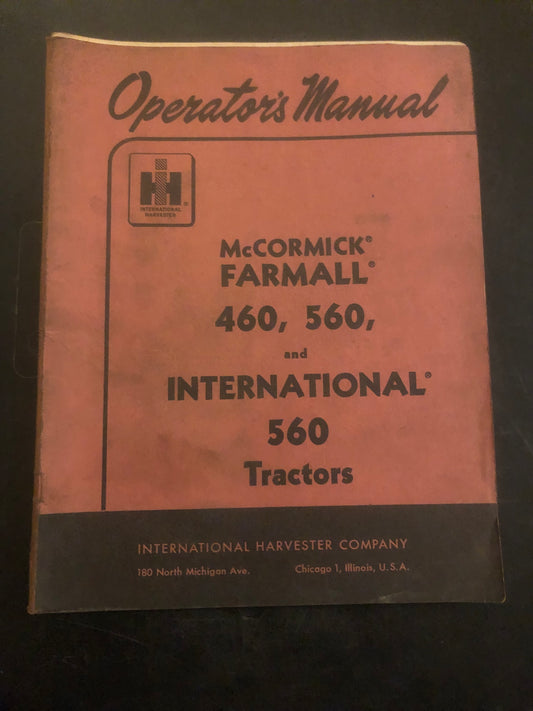 Operator's Manual
IH
INTERNATIONAL
HARVESTER
®
McCORMICK®
FARMALL®
460, 560,
and
INTERNATIONAL®
560
Tractors
INTERNATIONAL HARVESTER COMPANY
180 North Michigan Ave. Chicago 1, Illinois, U.S.A.